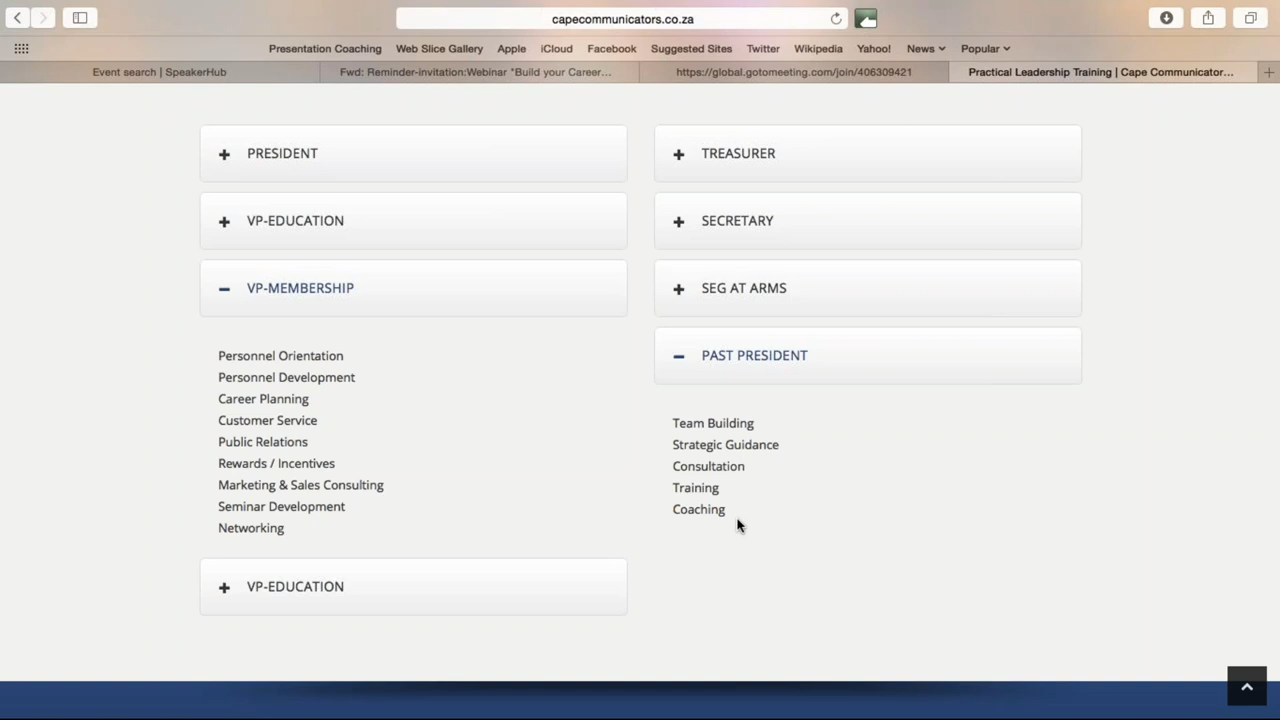 capecommunicators.co.za
Presentation Coaching Web Slice Gallery Apple iCloud Facebook Suggested Sites Twitter Wikipedia Yahoo! News Popular
Event search | SpeakerHub
Fwd: Reminder-invitation:Webinar "Build your Career...
https://global.gotomeeting.com/join/406309421
Practical Leadership Training | Cape Communicator...
PRESIDENT
VP-EDUCATION
VP-MEMBERSHIP
Personnel Orientation
Personnel Development
Career Planning
Customer Service
Public Relations
Rewards / Incentives
Marketing & Sales Consulting
Seminar Development
Networking
VP-EDUCATION
TREASURER
SECRETARY
SEG AT ARMS
PAST PRESIDENT
Team Building
Strategic Guidance
Consultation
Training
Coaching